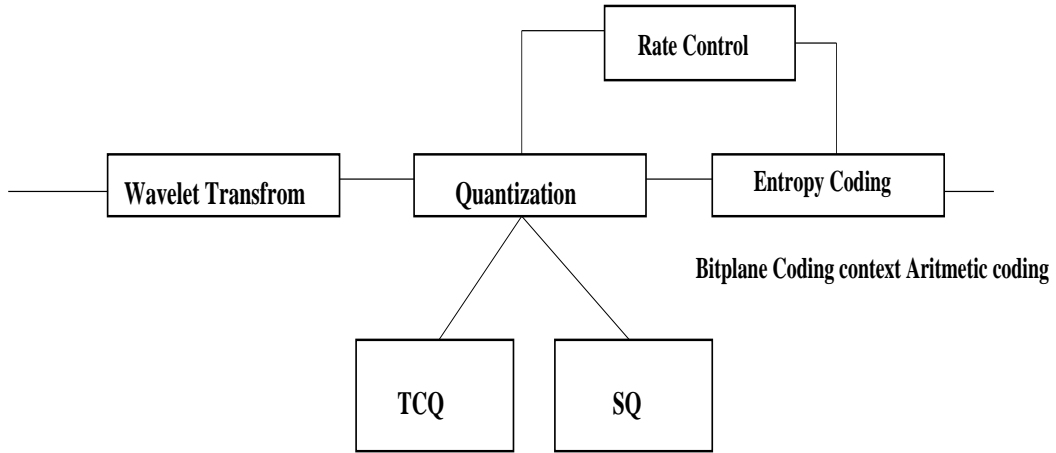 Rate Control
Wavelet Transfrom
Quantization
Entropy Coding
Bitplane Coding context Aritmetic coding
TCQ
SQ